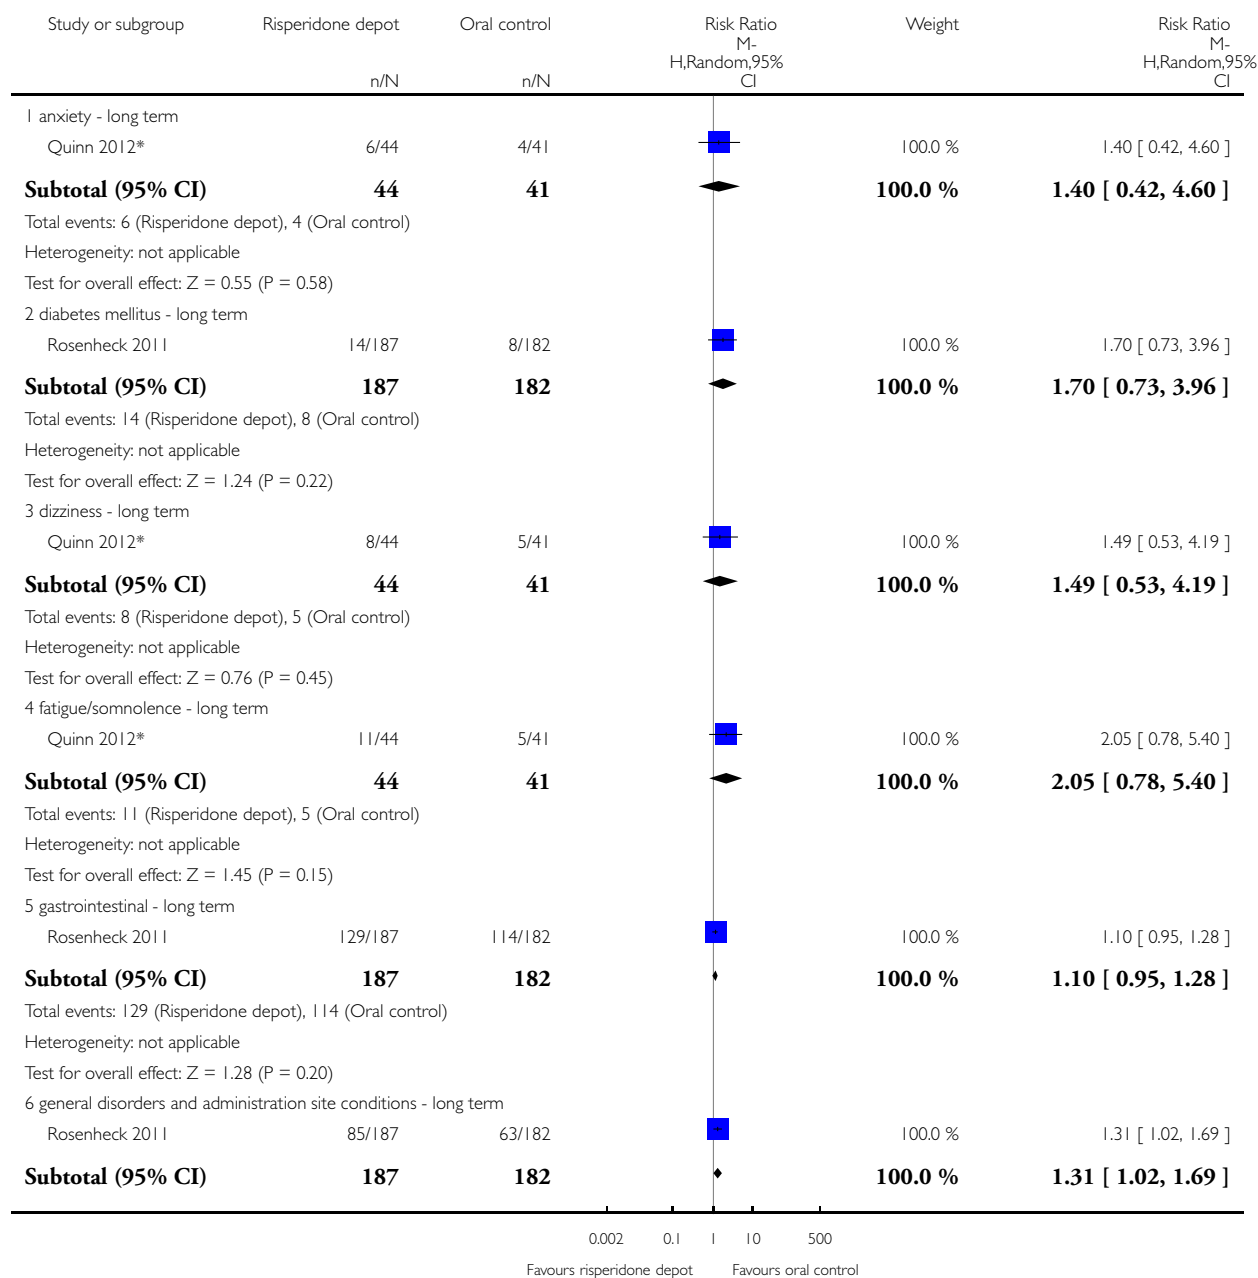 Study or subgroup Risperidone depot Oral control Risk Ratio Weight Risk Ratio
M- M-
H,Random,95% H,Random,95%
n/N n/N CI CI
1 anxiety - long term
Quinn 2012* 6/44 4/41 100.0 % 1.40 [ 0.42, 4.60 ]
Subtotal (95% CI) 44 41 100.0 % 1.40 [ 0.42, 4.60 ]
Total events: 6 (Risperidone depot), 4 (Oral control)
Heterogeneity: not applicable
Test for overall effect: Z = 0.55 (P = 0.58)
2 diabetes mellitus - long term
Rosenheck 2011 14/187 8/182 100.0 % 1.70 [ 0.73, 3.96 ]
Subtotal (95% CI) 187 182 100.0 % 1.70 [ 0.73, 3.96 ]
Total events: 14 (Risperidone depot), 8 (Oral control)
Heterogeneity: not applicable
Test for overall effect: Z = 1.24 (P = 0.22)
3 dizziness - long term
Quinn 2012* 8/44 5/41 100.0 % 1.49 [ 0.53, 4.19 ]
Subtotal (95% CI) 44 41 100.0 % 1.49 [ 0.53, 4.19 ]
Total events: 8 (Risperidone depot), 5 (Oral control)
Heterogeneity: not applicable
Test for overall effect: Z = 0.76 (P = 0.45)
4 fatigue/somnolence - long term
Quinn 2012* 11/44 5/41 100.0 % 2.05 [ 0.78, 5.40 ]
Subtotal (95% CI) 44 41 100.0 % 2.05 [ 0.78, 5.40 ]
Total events: 11 (Risperidone depot), 5 (Oral control)
Heterogeneity: not applicable
Test for overall effect: Z = 1.45 (P = 0.15)
5 gastrointestinal - long term
Rosenheck 2011 129/187 114/182 100.0 % 1.10 [ 0.95, 1.28 ]
Subtotal (95% CI) 187 182 100.0 % 1.10 [ 0.95, 1.28 ]
Total events: 129 (Risperidone depot), 114 (Oral control)
Heterogeneity: not applicable
Test for overall effect: Z = 1.28 (P = 0.20)
6 general disorders and administration site conditions - long term
Rosenheck 2011 85/187 63/182 100.0 % 1.31 [ 1.02, 1.69 ]
Subtotal (95% CI) 187 182 100.0 % 1.31 [ 1.02, 1.69 ]
0.002 0.1 1 10 500
Favours risperidone depot Favours oral control